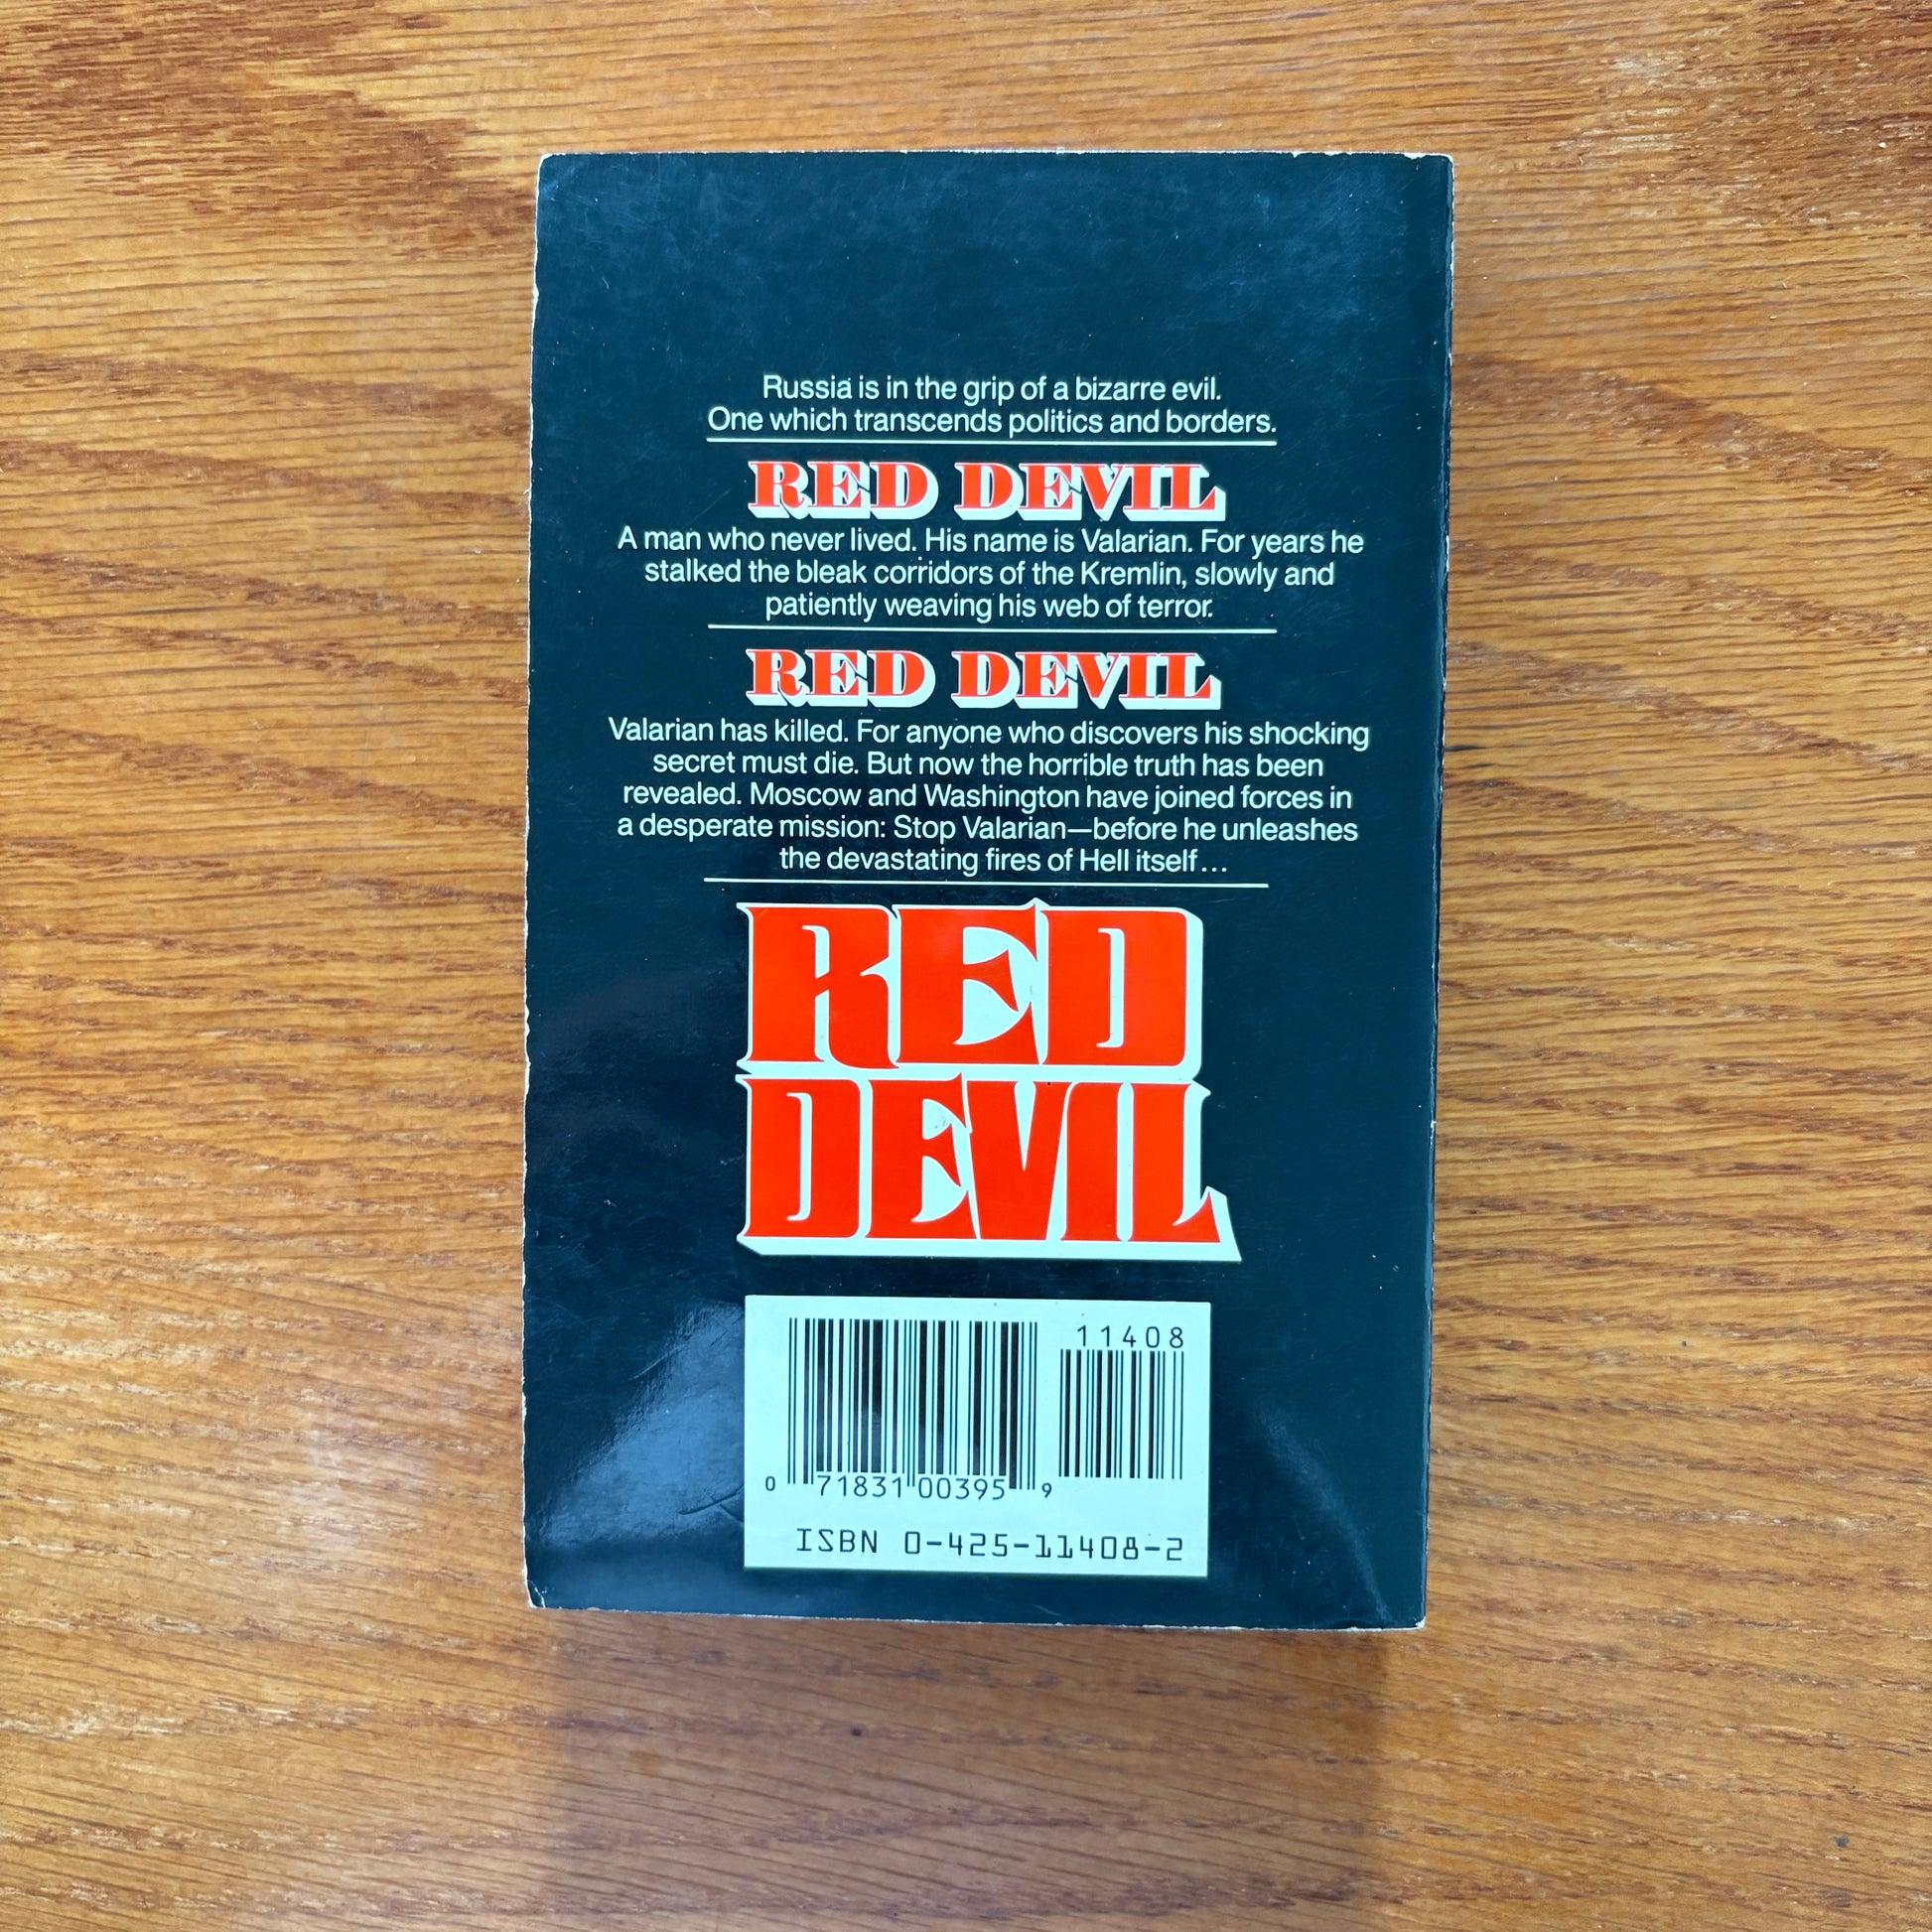 Russia is in the grip of a bizarre evil.
One which transcends politics and borders.
RED DEVIL
A man who never lived. His name is Valarian. For years he
stalked the bleak corridors of the Kremlin, slowly and
patiently weaving his web of terror.
RED DEVIL
Valarian has killed. For anyone who discovers his shocking
secret must die. But now the horrible truth has been
revealed. Moscow and Washington have joined forces in
a desperate mission: Stop Valarian—before he unleashes
the devastating fires of Hell itself...
RED
DEVIL
11408
0 71831 00395 9
ISBN 0-425-11408-2